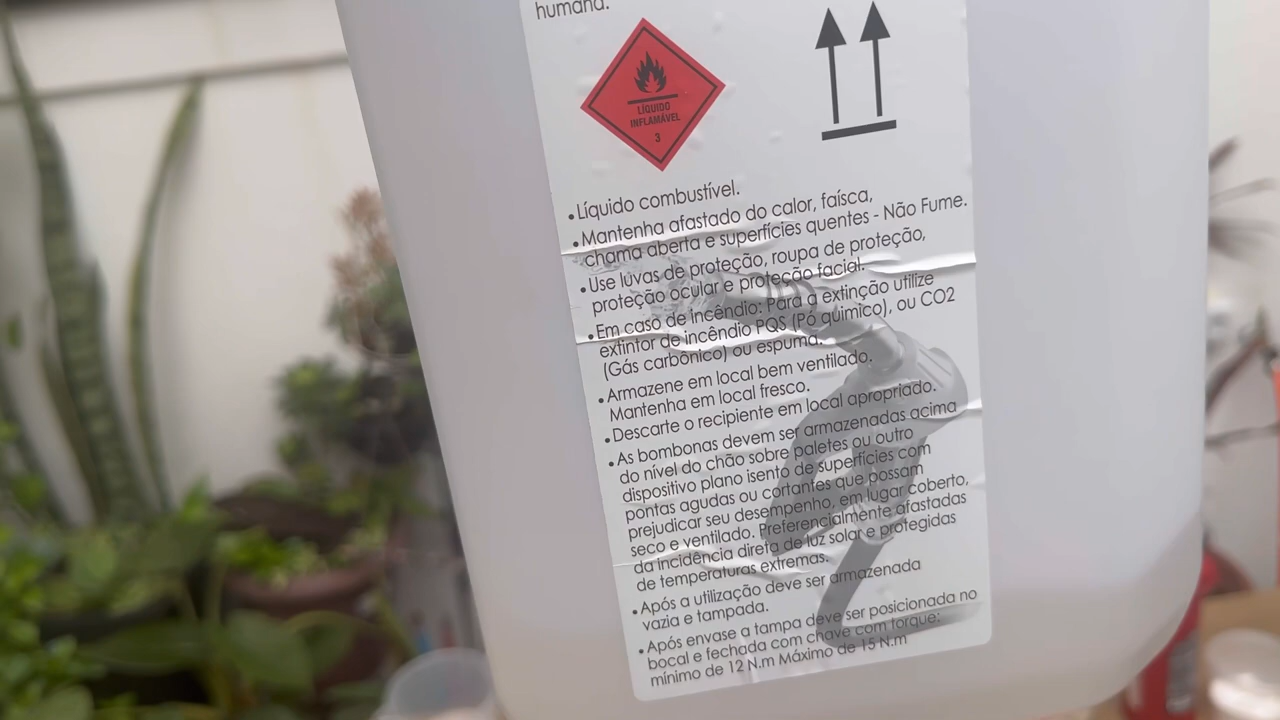 humana.
LÍQUIDO
INFLAMÁVEL
3
•Líquido combustível.
•Mantenha afastado do calor, faísca,
chama aberta e superfícies quentes - Não Fume.
•Use luvas de proteção, roupa de proteção,
proteção ocular e proteção facial.
•Em caso de incêndio: Para a extinção utilize
extintor de incêndio PQS (Pó químico), ou CO2
(Gás carbônico) ou espuma.
•Armazene em local bem ventilado.
Mantenha em local fresco.
•Descarte o recipiente em local apropriado.
•As bombonas devem ser armazenadas acima
do nível do chão sobre paletes ou outro
dispositivo plano isento de superfícies com
pontas agudas ou cortantes que possam
prejudicar seu desempenho, em lugar coberto,
seco e ventilado. Preferencialmente afastadas
da incidência direta de luz solar e protegidas
de temperaturas extremas.
•Após a utilização deve ser armazenada
vazia e tampada.
•Após envase a tampa deve ser posicionada no
bocal e fechada com chave com torque:
mínimo de 12 N.m Máximo de 15 N.m